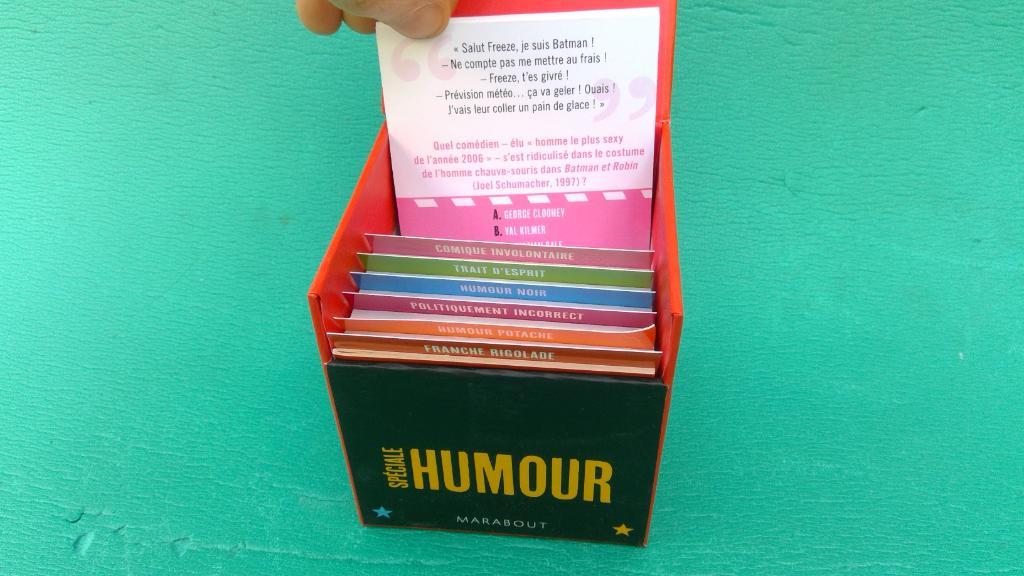 « Salut Freeze, je suis Batman !
– Ne compte pas me mettre au frais !
– Freeze, t'es givré !
– Prévision météo... ça va geler ! Ouais !
J'vais leur coller un pain de glace ! »
Quel comédien – élu « homme le plus sexy
de l'année 2006 » – s'est ridiculisé dans le costume
de l'homme chauve-souris dans Batman et Robin
(Joel Schumacher, 1997) ?
A. GEORGE CLOONEY
B. VAL KILMER
COMIQUE INVOLONTAIRE
TRAIT D'ESPRIT
HUMOUR NOIR
POLITIQUEMENT INCORRECT
HUMOUR POTACHE
FRANCHE RIGOLADE
SPÉCIALE
HUMOUR
MARABOUT